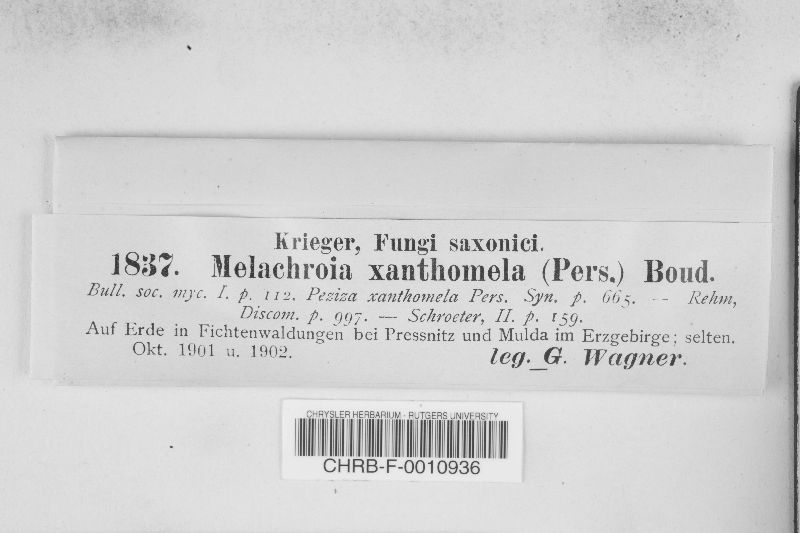 Krieger, Fungi saxonici.
1837. Melachroia xanthomela (Pers.) Boud.
Bull. soc. myc. I. p. 112. Peziza xanthomela Pers. Syn. p. 665. — Rehm,
Discom. p. 997. — Schroeter, II. p. 159.
Auf Erde in Fichtenwaldungen bei Pressnitz und Mulda im Erzgebirge; selten.
Okt. 1901 u. 1902. leg. G. Wagner.
CHRYSLER HERBARIUM - RUTGERS UNIVERSITY
CHRB-F-0010936